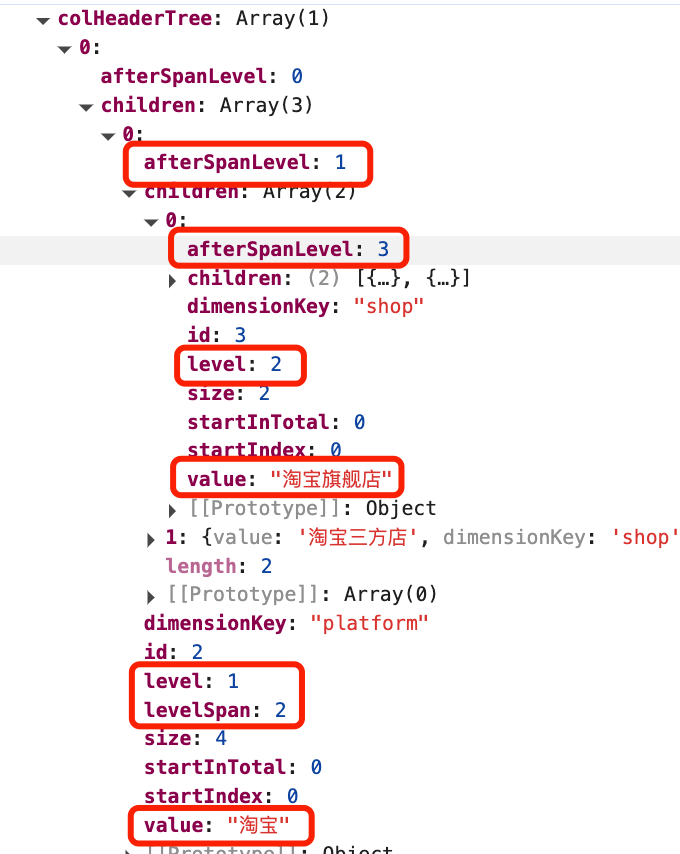 colHeaderTree: Array(1)
0:
afterSpanLevel: 0
children: Array(3)
0:
afterSpanLevel: 1
children: Array(2)
0:
afterSpanLevel: 3
children: (2) [{…}, {…}]
dimensionKey: "shop"
id: 3
level: 2
size: 2
startInTotal: 0
startIndex: 0
value: "淘宝旗舰店"
[[Prototype]]: Object
1: {value: '淘宝三方店', dimensionKey: 'shop'
length: 2
[[Prototype]]: Array(0)
dimensionKey: "platform"
id: 2
level: 1
levelSpan: 2
size: 4
startInTotal: 0
startIndex: 0
value: "淘宝"
[[Prototype]]: Object